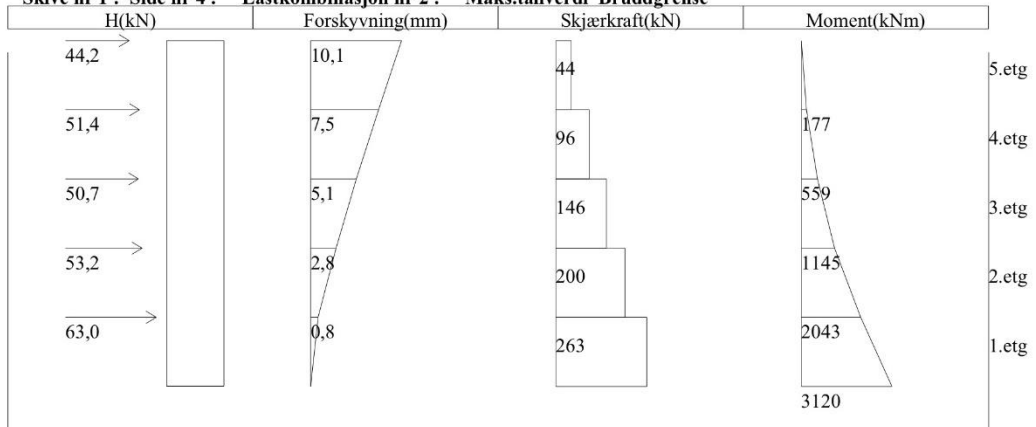 Skive nr 1 : Side nr 4 : Lastkombinasjon nr 2 : Maks.tallverdi Bruddgrense
H(kN) Forskyvning(mm) Skjærkraft(kN) Moment(kNm)
44,2 10,1 44 5.etg
51,4 7,5 96 177 4.etg
50,7 5,1 146 559 3.etg
53,2 2,8 200 1145 2.etg
63,0 0,8 263 2043 1.etg
3120